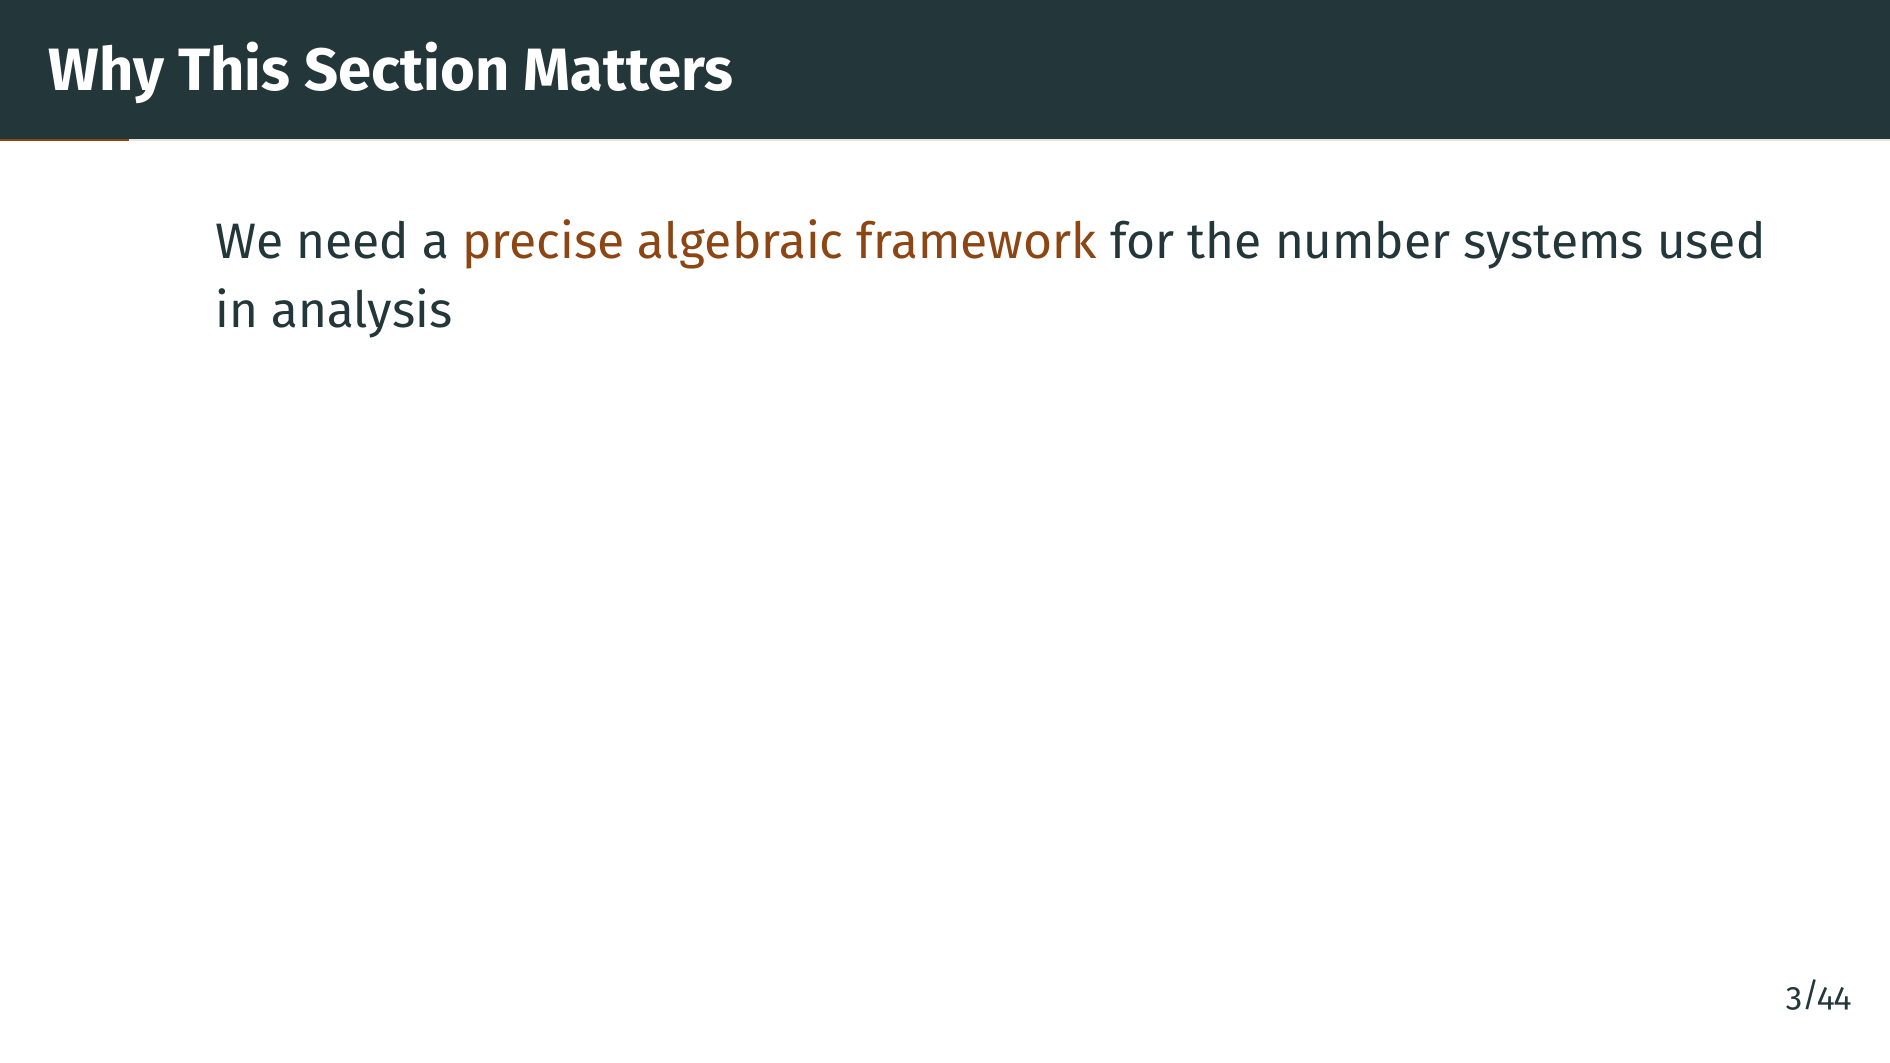 Why This Section Matters
We need a precise algebraic framework for the number systems used
in analysis
3/44